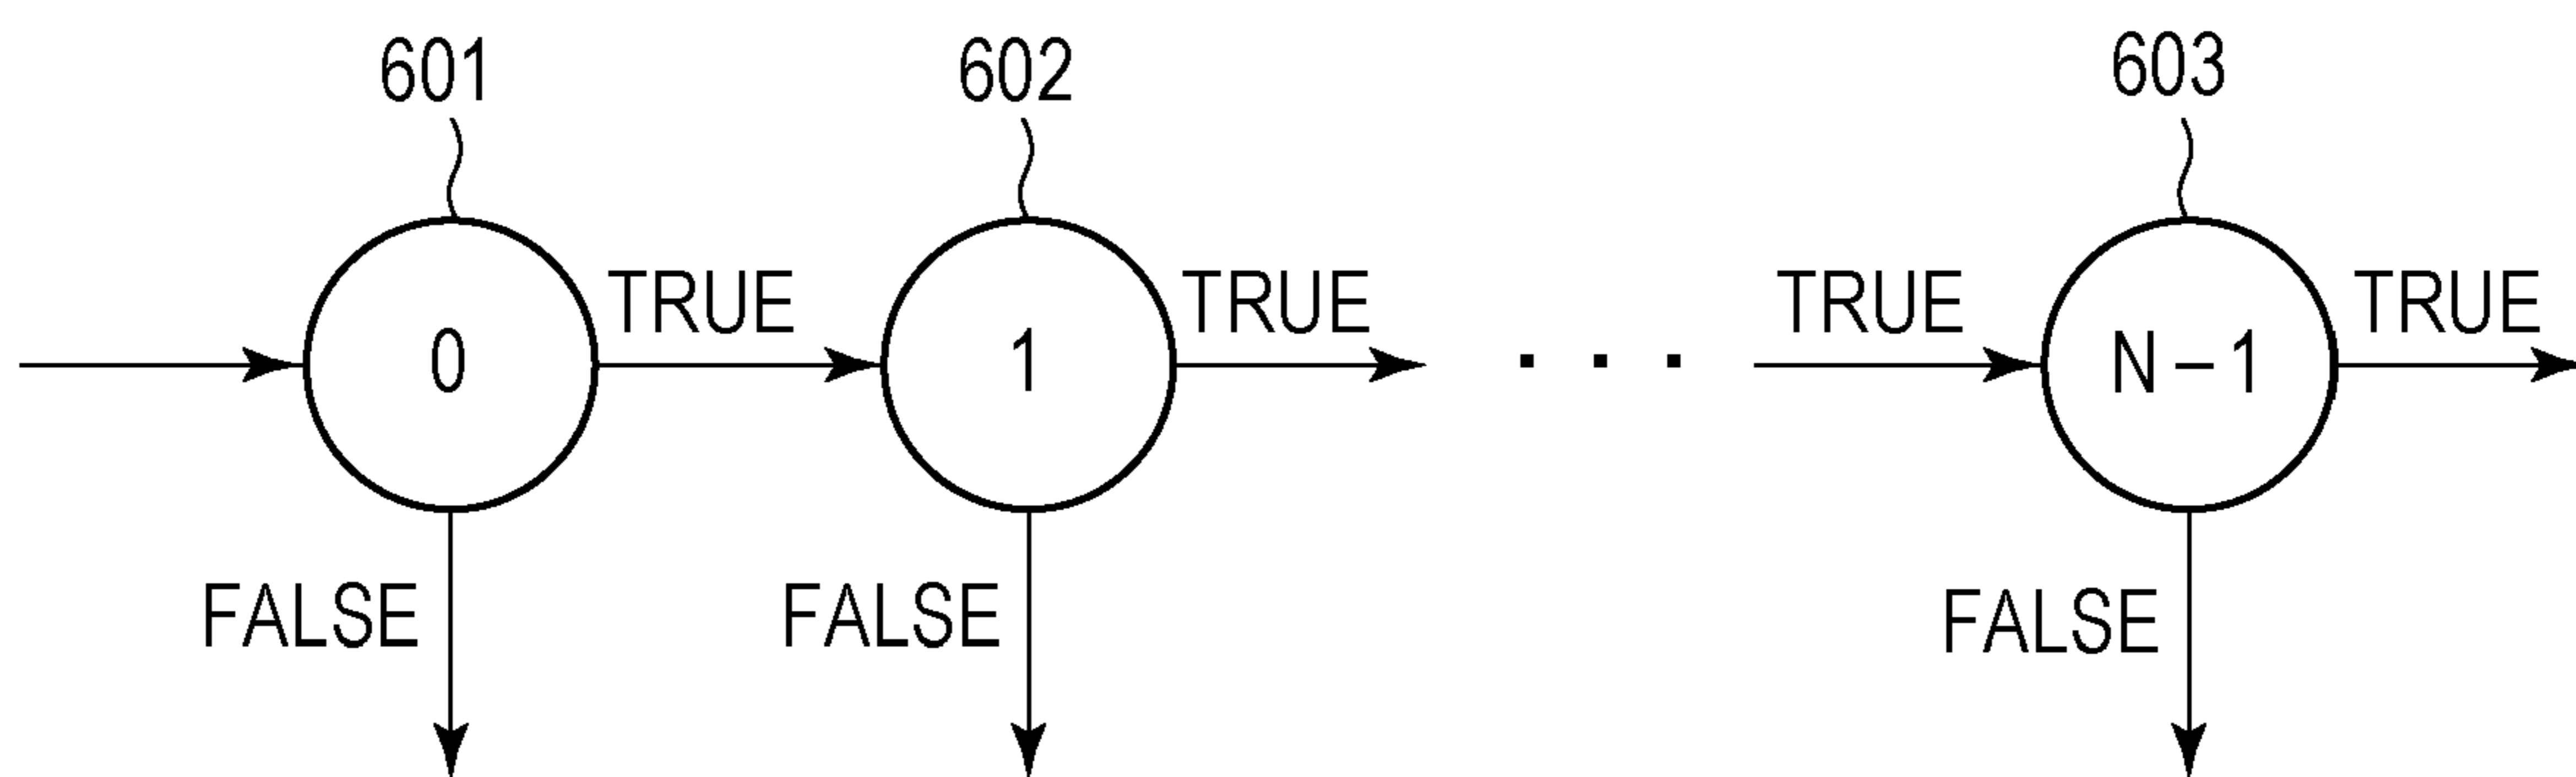 601 602 603
TRUE TRUE TRUE TRUE
0 1 . . . N-1
FALSE FALSE FALSE